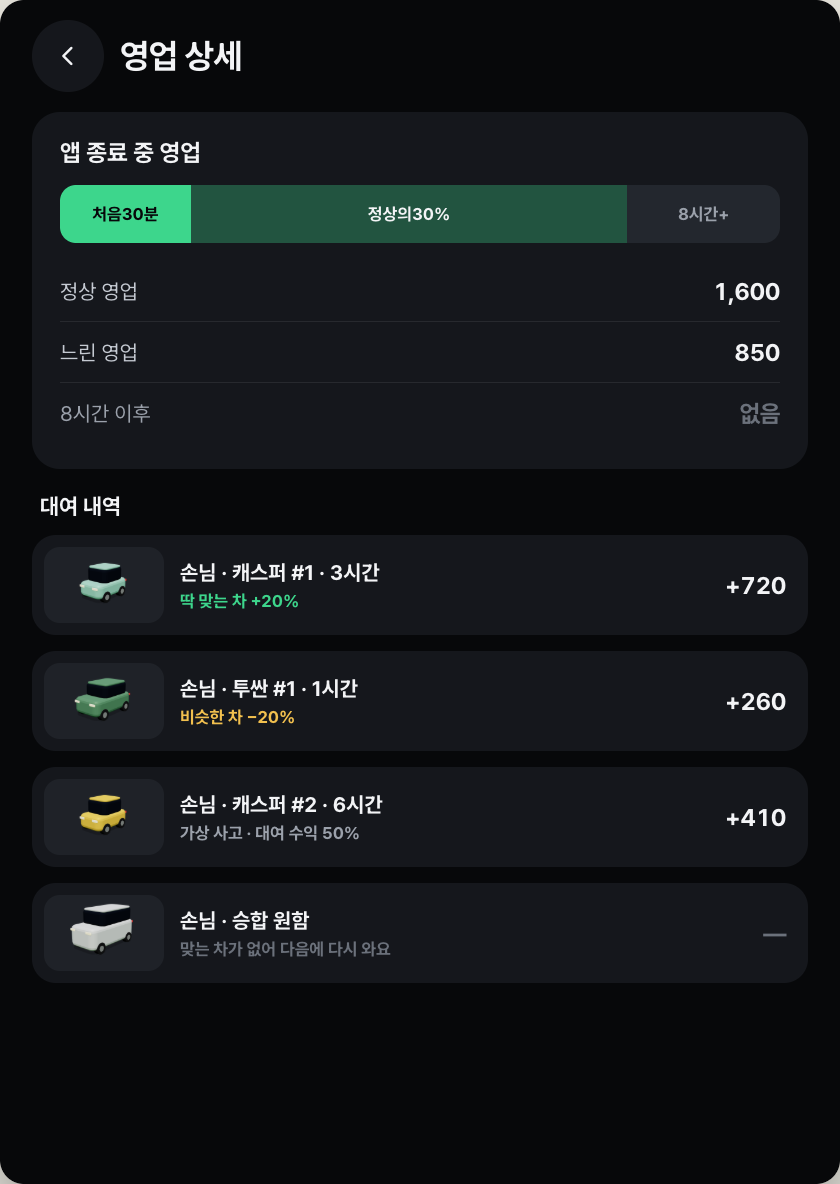 영업 상세
앱 종료 중 영업
처음30분
정상의30%
8시간+
정상 영업
1,600
느린 영업
850
8시간 이후
없음
대여 내역
손님 · 캐스퍼 #1 · 3시간
딱 맞는 차 +20%
+720
손님 · 투싼 #1 · 1시간
비슷한 차 −20%
+260
손님 · 캐스퍼 #2 · 6시간
가상 사고 · 대여 수익 50%
+410
손님 · 승합 원함
맞는 차가 없어 다음에 다시 와요
—